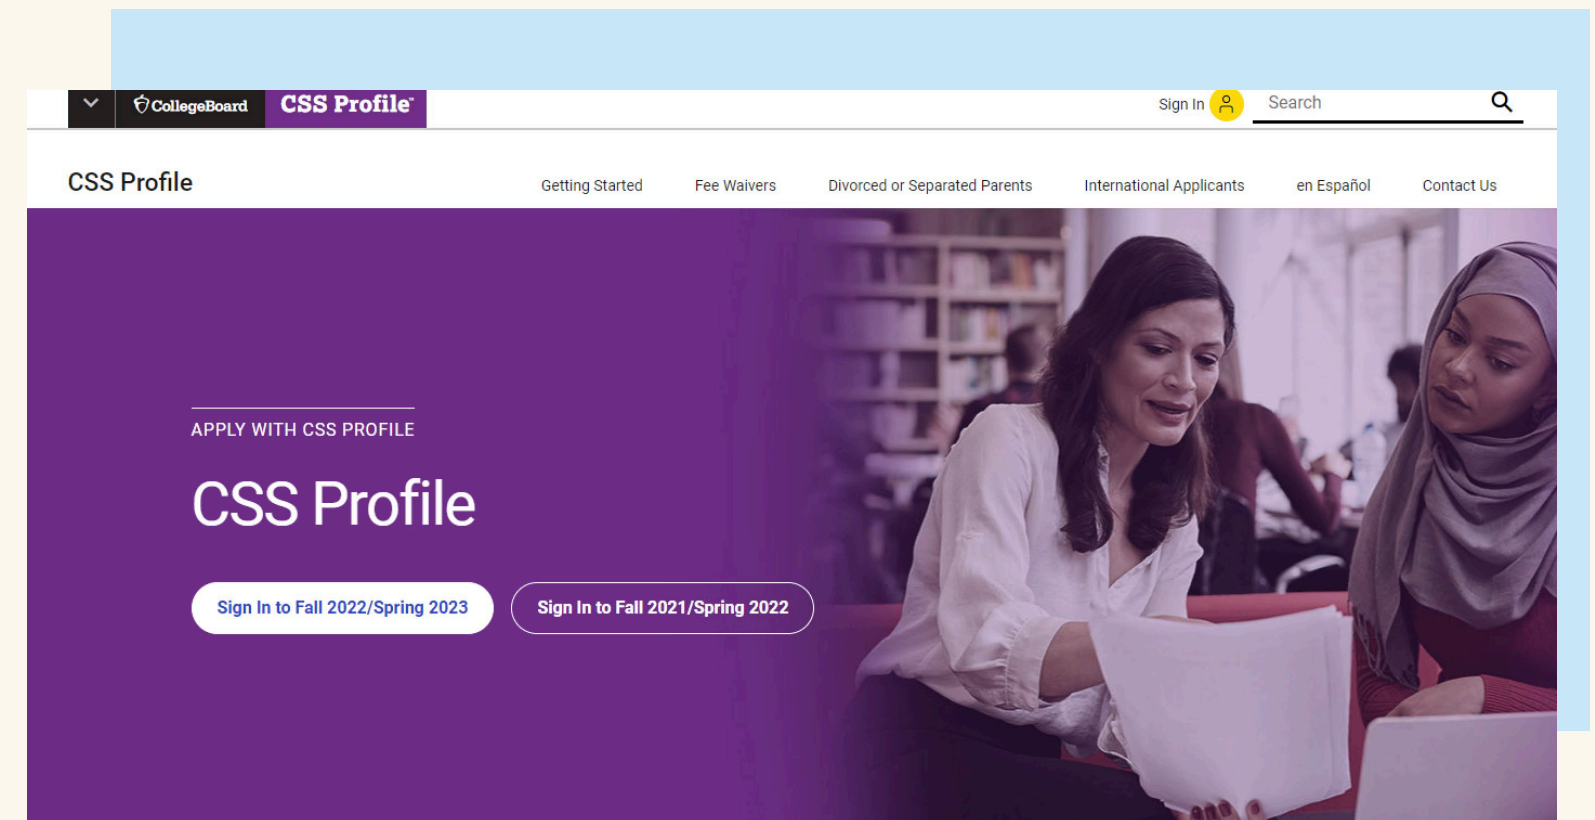 CollegeBoard
CSS Profile™
Sign In
Search
CSS Profile
Getting Started
Fee Waivers
Divorced or Separated Parents
International Applicants
en Español
Contact Us
APPLY WITH CSS PROFILE
CSS Profile
Sign In to Fall 2022/Spring 2023
Sign In to Fall 2021/Spring 2022